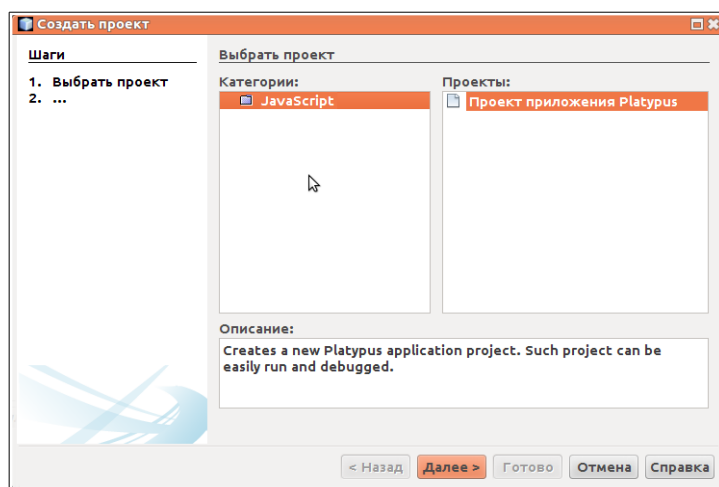 Создать проект
Шаги
1. Выбрать проект
2. ...
Выбрать проект
Категории:
JavaScript
Проекты:
Проект приложения Platypus
Описание:
Creates a new Platypus application project. Such project can be
easily run and debugged.
< Назад
Далее >
Готово
Отмена
Справка